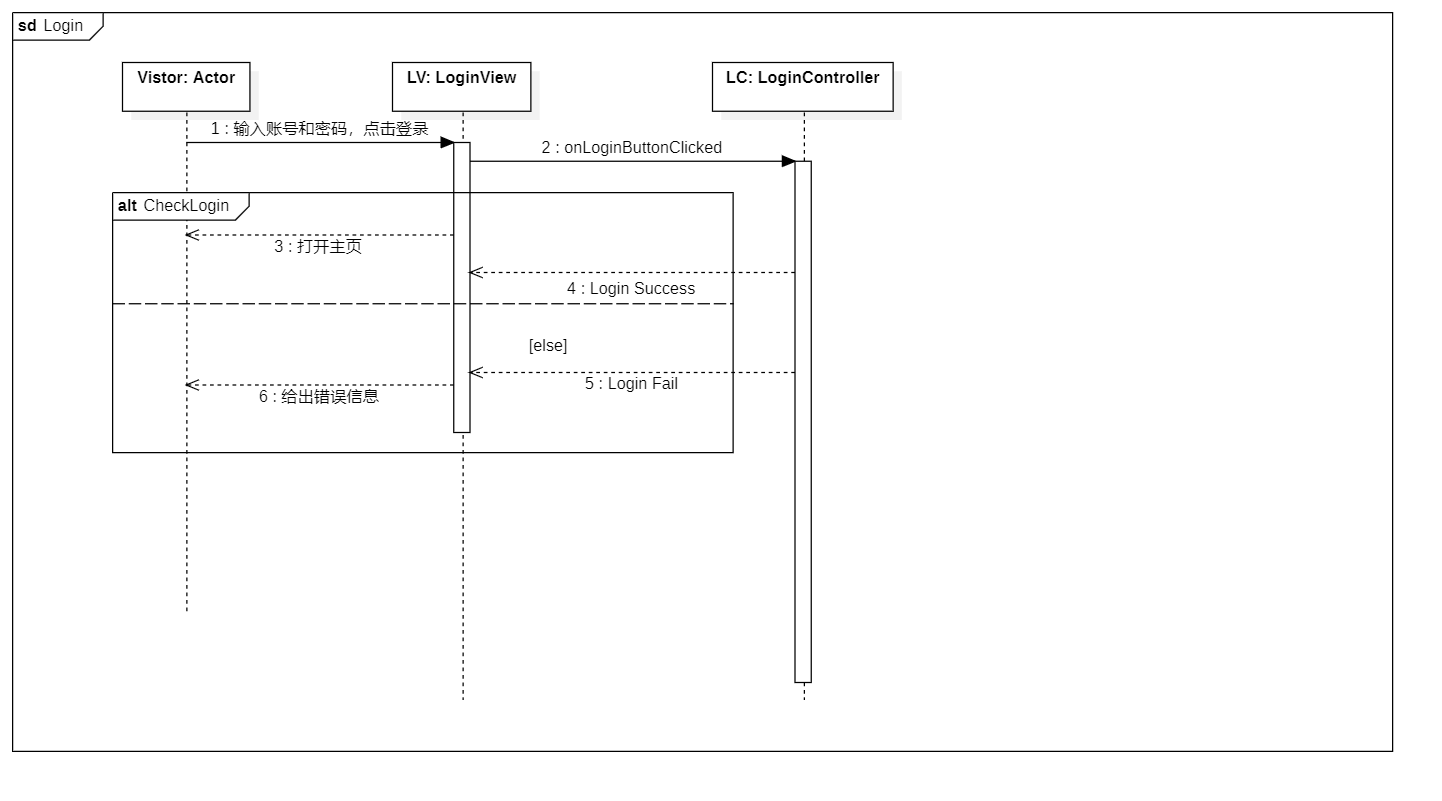 sd Login
Vistor: Actor
LV: LoginView
LC: LoginController
1 : 输入账号和密码，点击登录
2 : onLoginButtonClicked
alt CheckLogin
3 : 打开主页
4 : Login Success
[else]
5 : Login Fail
6 : 给出错误信息